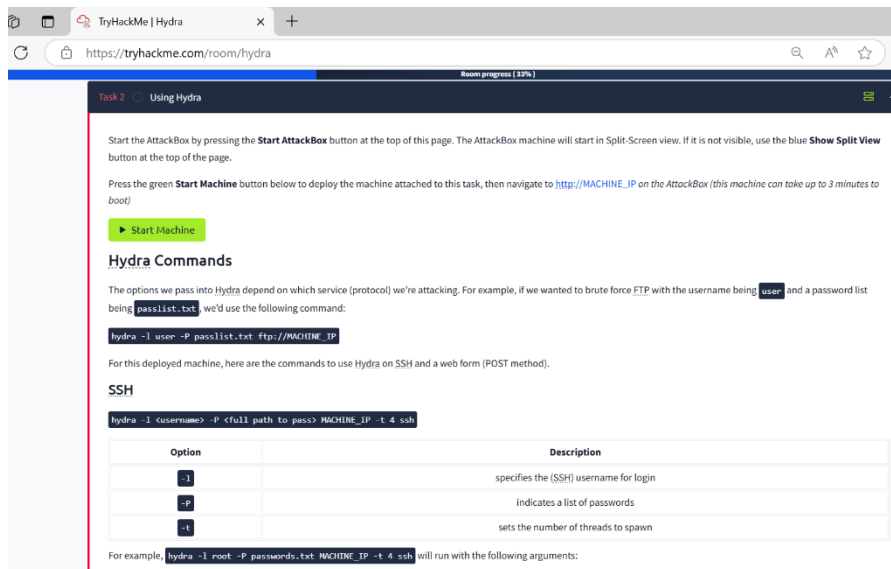 TryHackMe | Hydra
https://tryhackme.com/room/hydra
Room progress ( 33% )
Task 2 Using Hydra
Start the AttackBox by pressing the Start AttackBox button at the top of this page. The AttackBox machine will start in Split-Screen view. If it is not visible, use the blue Show Split View
button at the top of the page.
Press the green Start Machine button below to deploy the machine attached to this task, then navigate to http://MACHINE_IP on the AttackBox (this machine can take up to 3 minutes to
boot)
Start Machine
Hydra Commands
The options we pass into Hydra depend on which service (protocol) we're attacking. For example, if we wanted to brute force FTP with the username being user and a password list
being passlist.txt, we'd use the following command:
hydra -l user -P passlist.txt ftp://MACHINE_IP
For this deployed machine, here are the commands to use Hydra on SSH and a web form (POST method).
SSH
hydra -l <username> -P <full path to pass> MACHINE_IP -t 4 ssh
Option Description
-l specifies the (SSH) username for login
-P indicates a list of passwords
-t sets the number of threads to spawn
For example, hydra -l root -P passwords.txt MACHINE_IP -t 4 ssh will run with the following arguments: